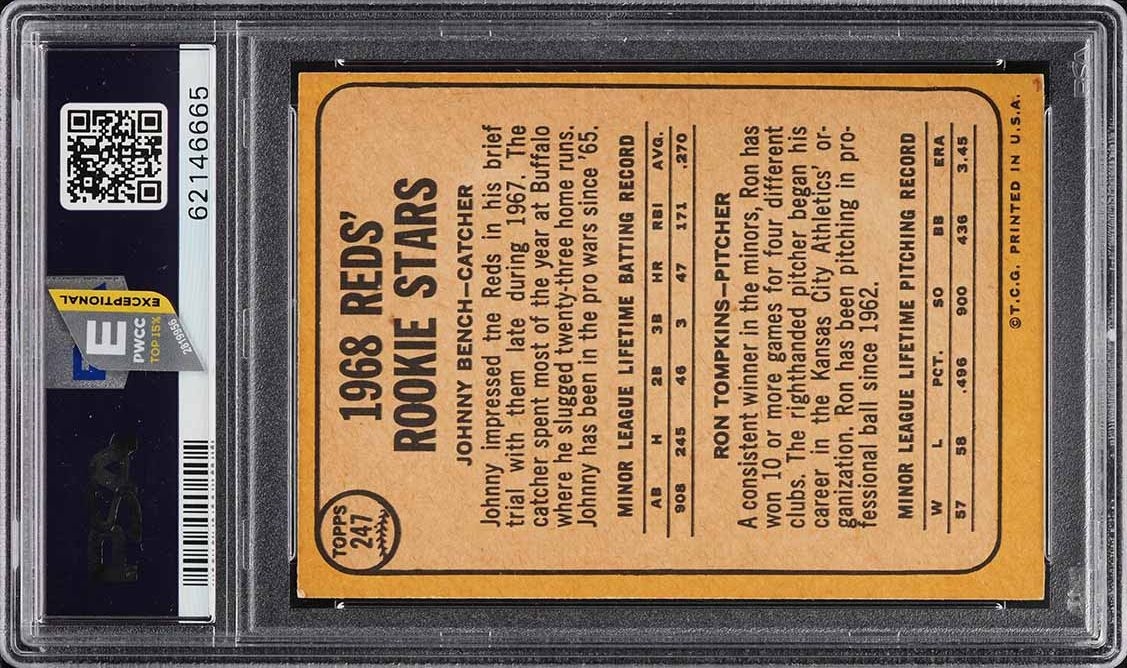 62146665
EXCEPTIONAL
E
PWCC
TOP 15%
2819956
PSA
TOPPS
247
1968 REDS'
ROOKIE STARS
JOHNNY BENCH—CATCHER
Johnny impressed the Reds in his brief
trial with them late during 1967. The
catcher spent most of the year at Buffalo
where he slugged twenty-three home runs.
Johnny has been in the pro wars since '65.
MINOR LEAGUE LIFETIME BATTING RECORD
AB H 2B 3B HR RBI AVG.
908 245 46 3 47 171 .270
RON TOMPKINS—PITCHER
A consistent winner in the minors, Ron has
won 10 or more games for four different
clubs. The righthanded pitcher began his
career in the Kansas City Athletics' or-
ganization. Ron has been pitching in pro-
fessional ball since 1962.
MINOR LEAGUE LIFETIME PITCHING RECORD
W L PCT. SO BB ERA
57 58 .496 900 436 3.45
©T.C.G. PRINTED IN U.S.A.